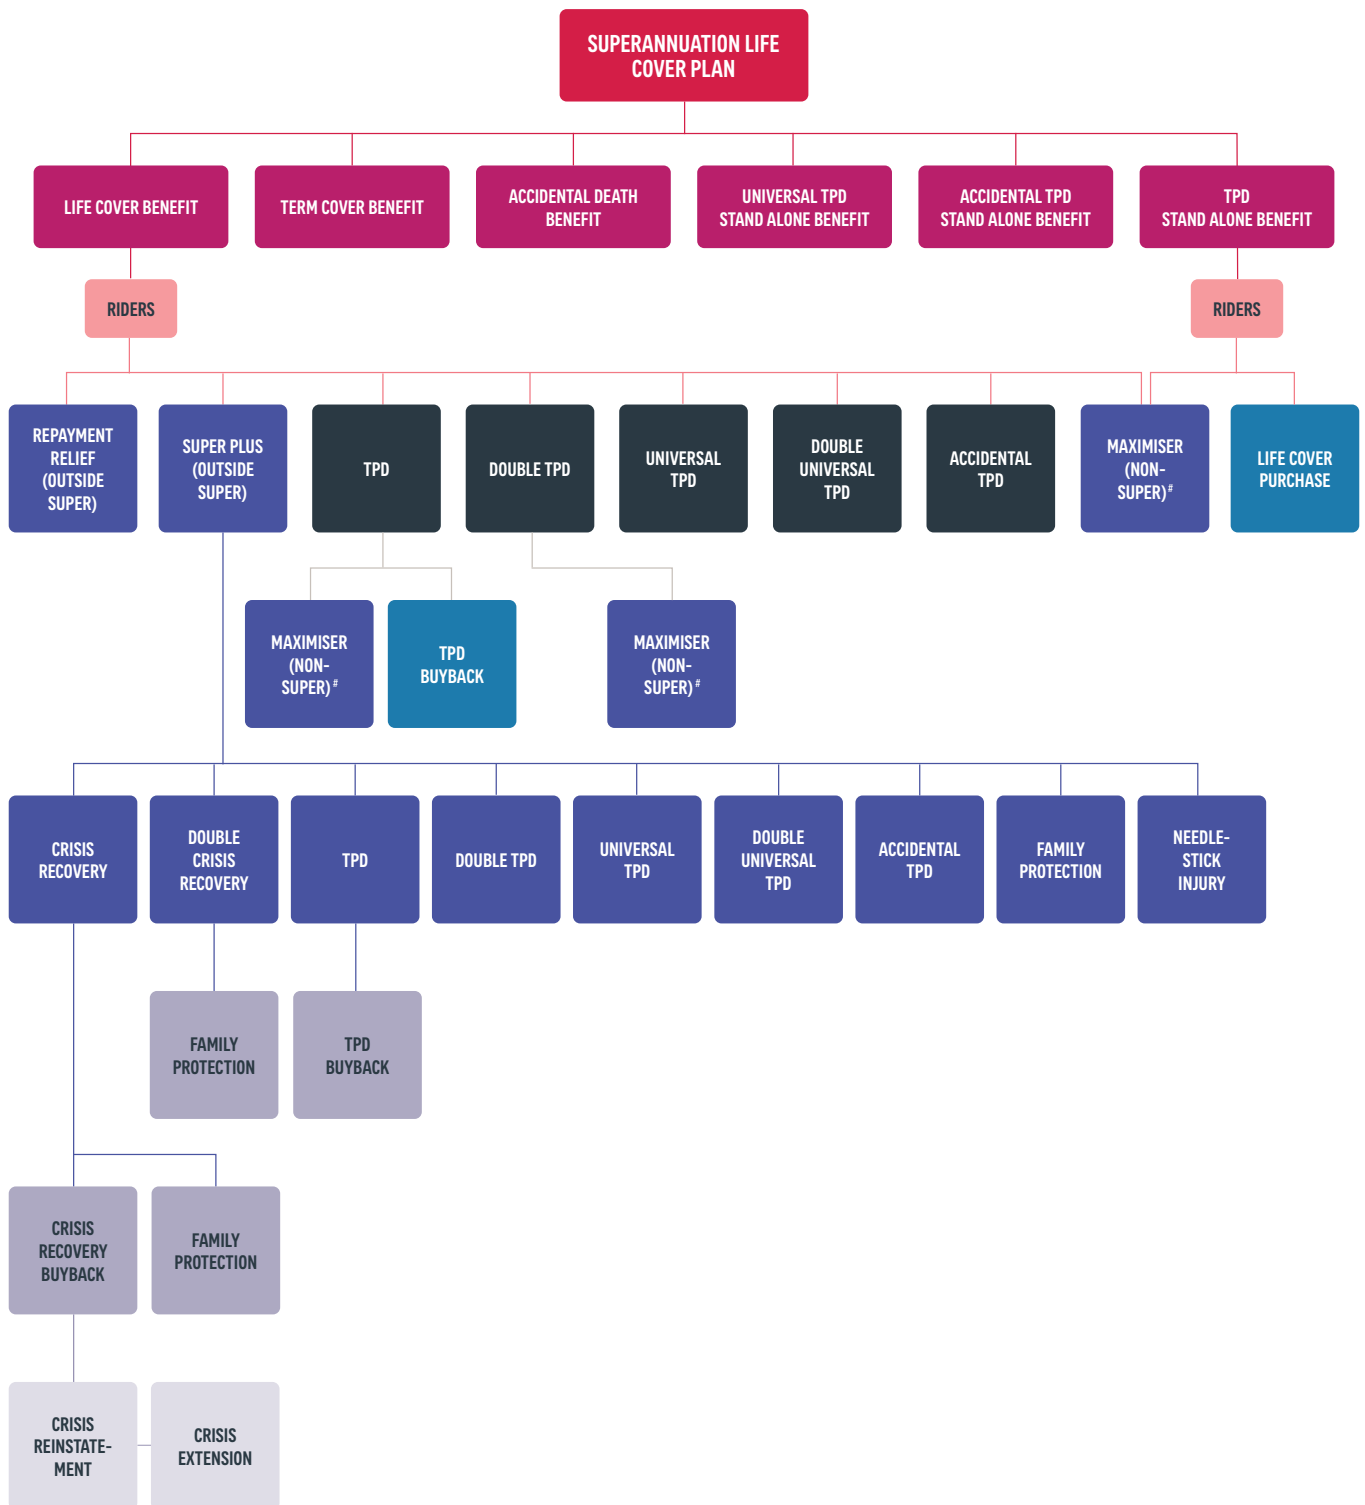 SUPERANNUATION LIFE
COVER PLAN
LIFE COVER BENEFIT
TERM COVER BENEFIT
ACCIDENTAL DEATH
BENEFIT
UNIVERSAL TPD
STAND ALONE BENEFIT
ACCIDENTAL TPD
STAND ALONE BENEFIT
TPD
STAND ALONE BENEFIT
RIDERS
RIDERS
REPAYMENT
RELIEF
(OUTSIDE
SUPER)
SUPER PLUS
(OUTSIDE
SUPER)
TPD
DOUBLE TPD
UNIVERSAL
TPD
DOUBLE
UNIVERSAL
TPD
ACCIDENTAL
TPD
MAXIMISER
(NON-
SUPER)#
LIFE COVER
PURCHASE
MAXIMISER
(NON-
SUPER)#
TPD
BUYBACK
MAXIMISER
(NON-
SUPER)#
CRISIS
RECOVERY
DOUBLE
CRISIS
RECOVERY
TPD
DOUBLE TPD
UNIVERSAL
TPD
DOUBLE
UNIVERSAL
TPD
ACCIDENTAL
TPD
FAMILY
PROTECTION
NEEDLE-
STICK
INJURY
FAMILY
PROTECTION
TPD
BUYBACK
CRISIS
RECOVERY
BUYBACK
FAMILY
PROTECTION
CRISIS
REINSTATE-
MENT
CRISIS
EXTENSION